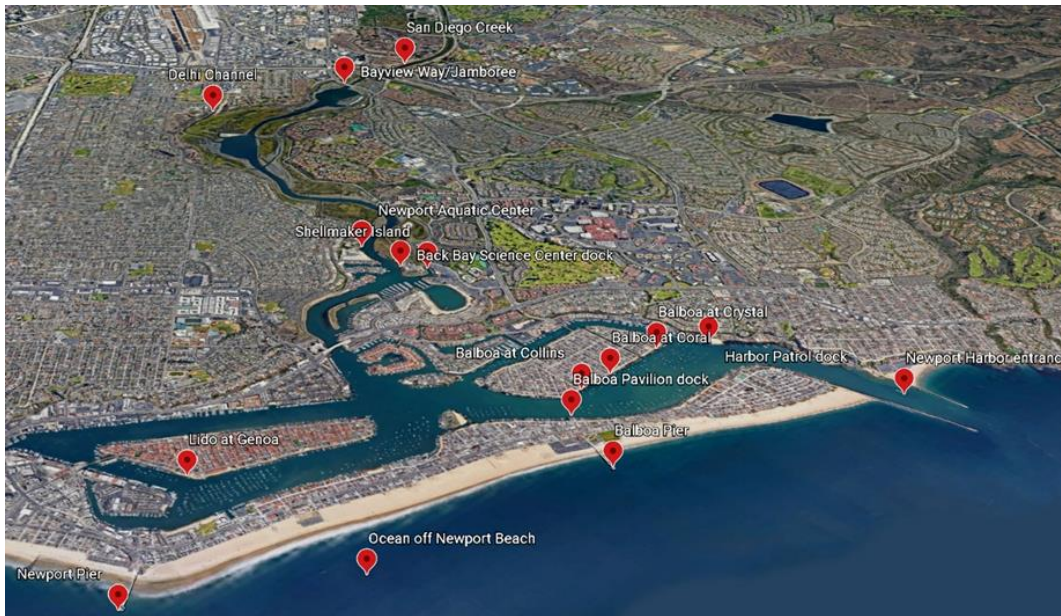 San Diego Creek
Bayview Way/Jamboree
Delhi Channel
Newport Aquatic Center
Shellmaker Island
Back Bay Science Center dock
Balboa at Crystal
Balboa at Coral
Balboa at Collins
Harbor Patrol dock
Newport Harbor entranc
Balboa Pavilion dock
Balboa Pier
Lido at Genoa
Ocean off Newport Beach
Newport Pier